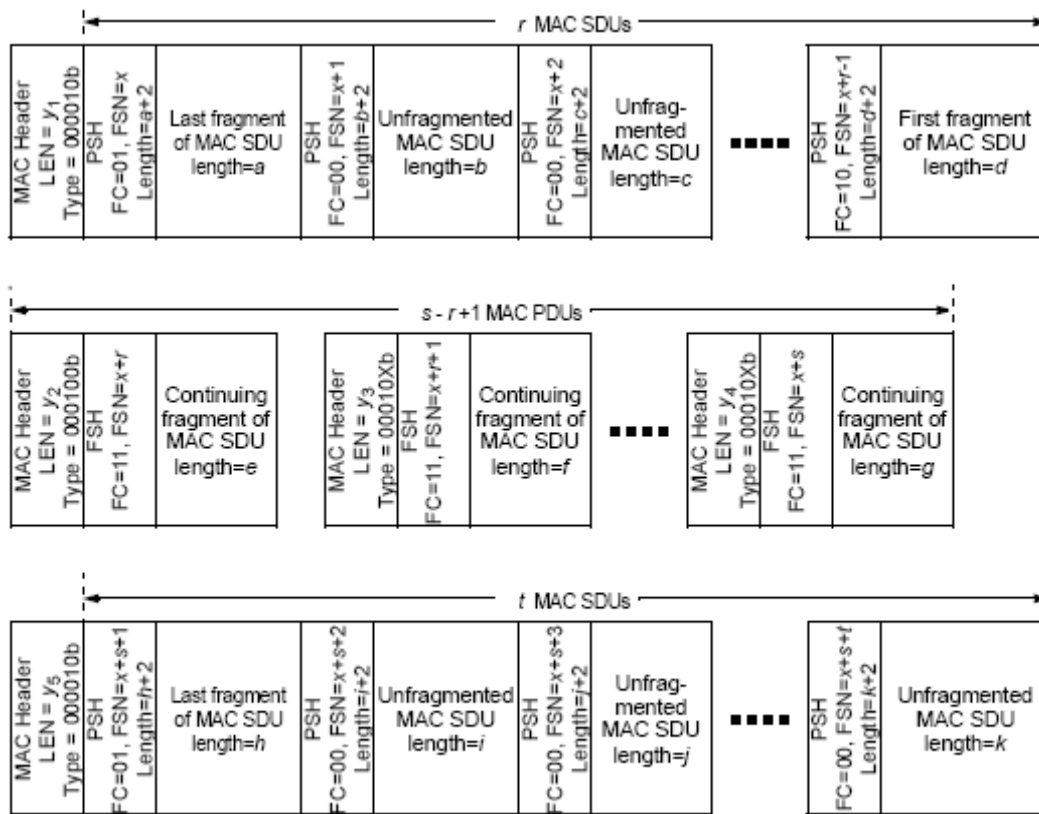 r MAC SDUs
MAC Header
LEN = y1
Type = 000010b
PSH
FC=01, FSN=x
Length=a+2
Last fragment
of MAC SDU
length=a
PSH
FC=00, FSN=x+1
Length=b+2
Unfragmented
MAC SDU
length=b
PSH
FC=00, FSN=x+2
Length=c+2
Unfrag-
mented
MAC SDU
length=c
PSH
FC=10, FSN=x+r-1
Length=d+2
First fragment
of MAC SDU
length=d
s - r +1 MAC PDUs
MAC Header
LEN = y2
Type = 000100b
FSH
FC=11, FSN=x+r
Continuing
fragment of
MAC SDU
length=e
MAC Header
LEN = y3
Type = 00010Xb
FSH
FC=11, FSN=x+r+1
Continuing
fragment of
MAC SDU
length=f
MAC Header
LEN = y4
Type = 00010Xb
FSH
FC=11, FSN=x+s
Continuing
fragment of
MAC SDU
length=g
t MAC SDUs
MAC Header
LEN = y5
Type = 000010b
PSH
FC=01, FSN=x+s+1
Length=h+2
Last fragment
of MAC SDU
length=h
PSH
FC=00, FSN=x+s+2
Length=i+2
Unfragmented
MAC SDU
length=i
PSH
FC=00, FSN=x+s+3
Length=j+2
Unfrag-
mented
MAC SDU
length=j
PSH
FC=00, FSN=x+s+t
Length=k+2
Unfragmented
MAC SDU
length=k